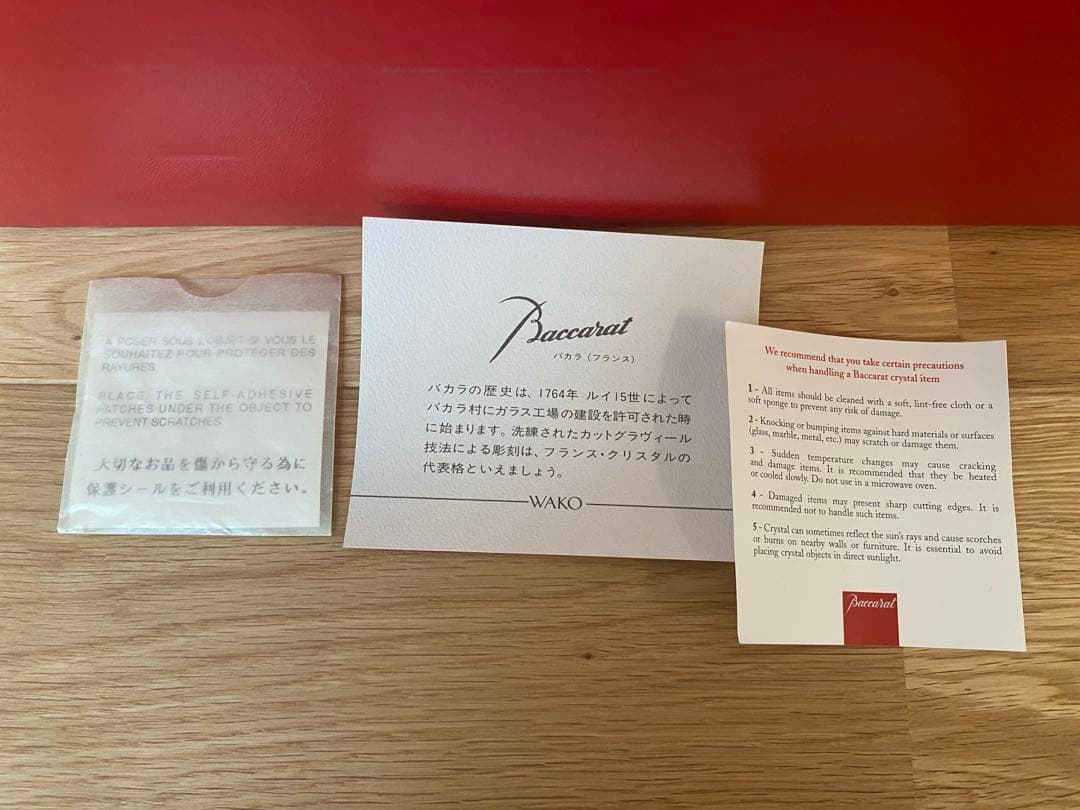 A POSER SOUS L'OBJET SI VOUS LE
SOUHAITEZ POUR PROTEGER DES
RAYURES.
PLACE THE SELF-ADHESIVE
PATCHES UNDER THE OBJECT TO
PREVENT SCRATCHES.
大切なお品を傷から守る為に
保護シールをご利用ください。
Baccarat
バカラ（フランス）
バカラの歴史は、1764年 ルイ15世によって
バカラ村にガラス工場の建設を許可された時
に始まります。洗練されたカットグラヴィール
技法による彫刻は、フランス・クリスタルの
代表格といえましょう。
WAKO
We recommend that you take certain precautions
when handling a Baccarat crystal item
1 - All items should be cleaned with a soft, lint-free cloth or a
soft sponge to prevent any risk of damage.
2 - Knocking or bumping items against hard materials or surfaces
(glass, marble, metal, etc.) may scratch or damage them.
3 - Sudden temperature changes may cause cracking
and damage items. It is recommended that they be heated
or cooled slowly. Do not use in a microwave oven.
4 - Damaged items may present sharp cutting edges. It is
recommended not to handle such items.
5 - Crystal can sometimes reflect the sun's rays and cause scorches
or burns on nearby walls or furniture. It is essential to avoid
placing crystal objects in direct sunlight.
Baccarat